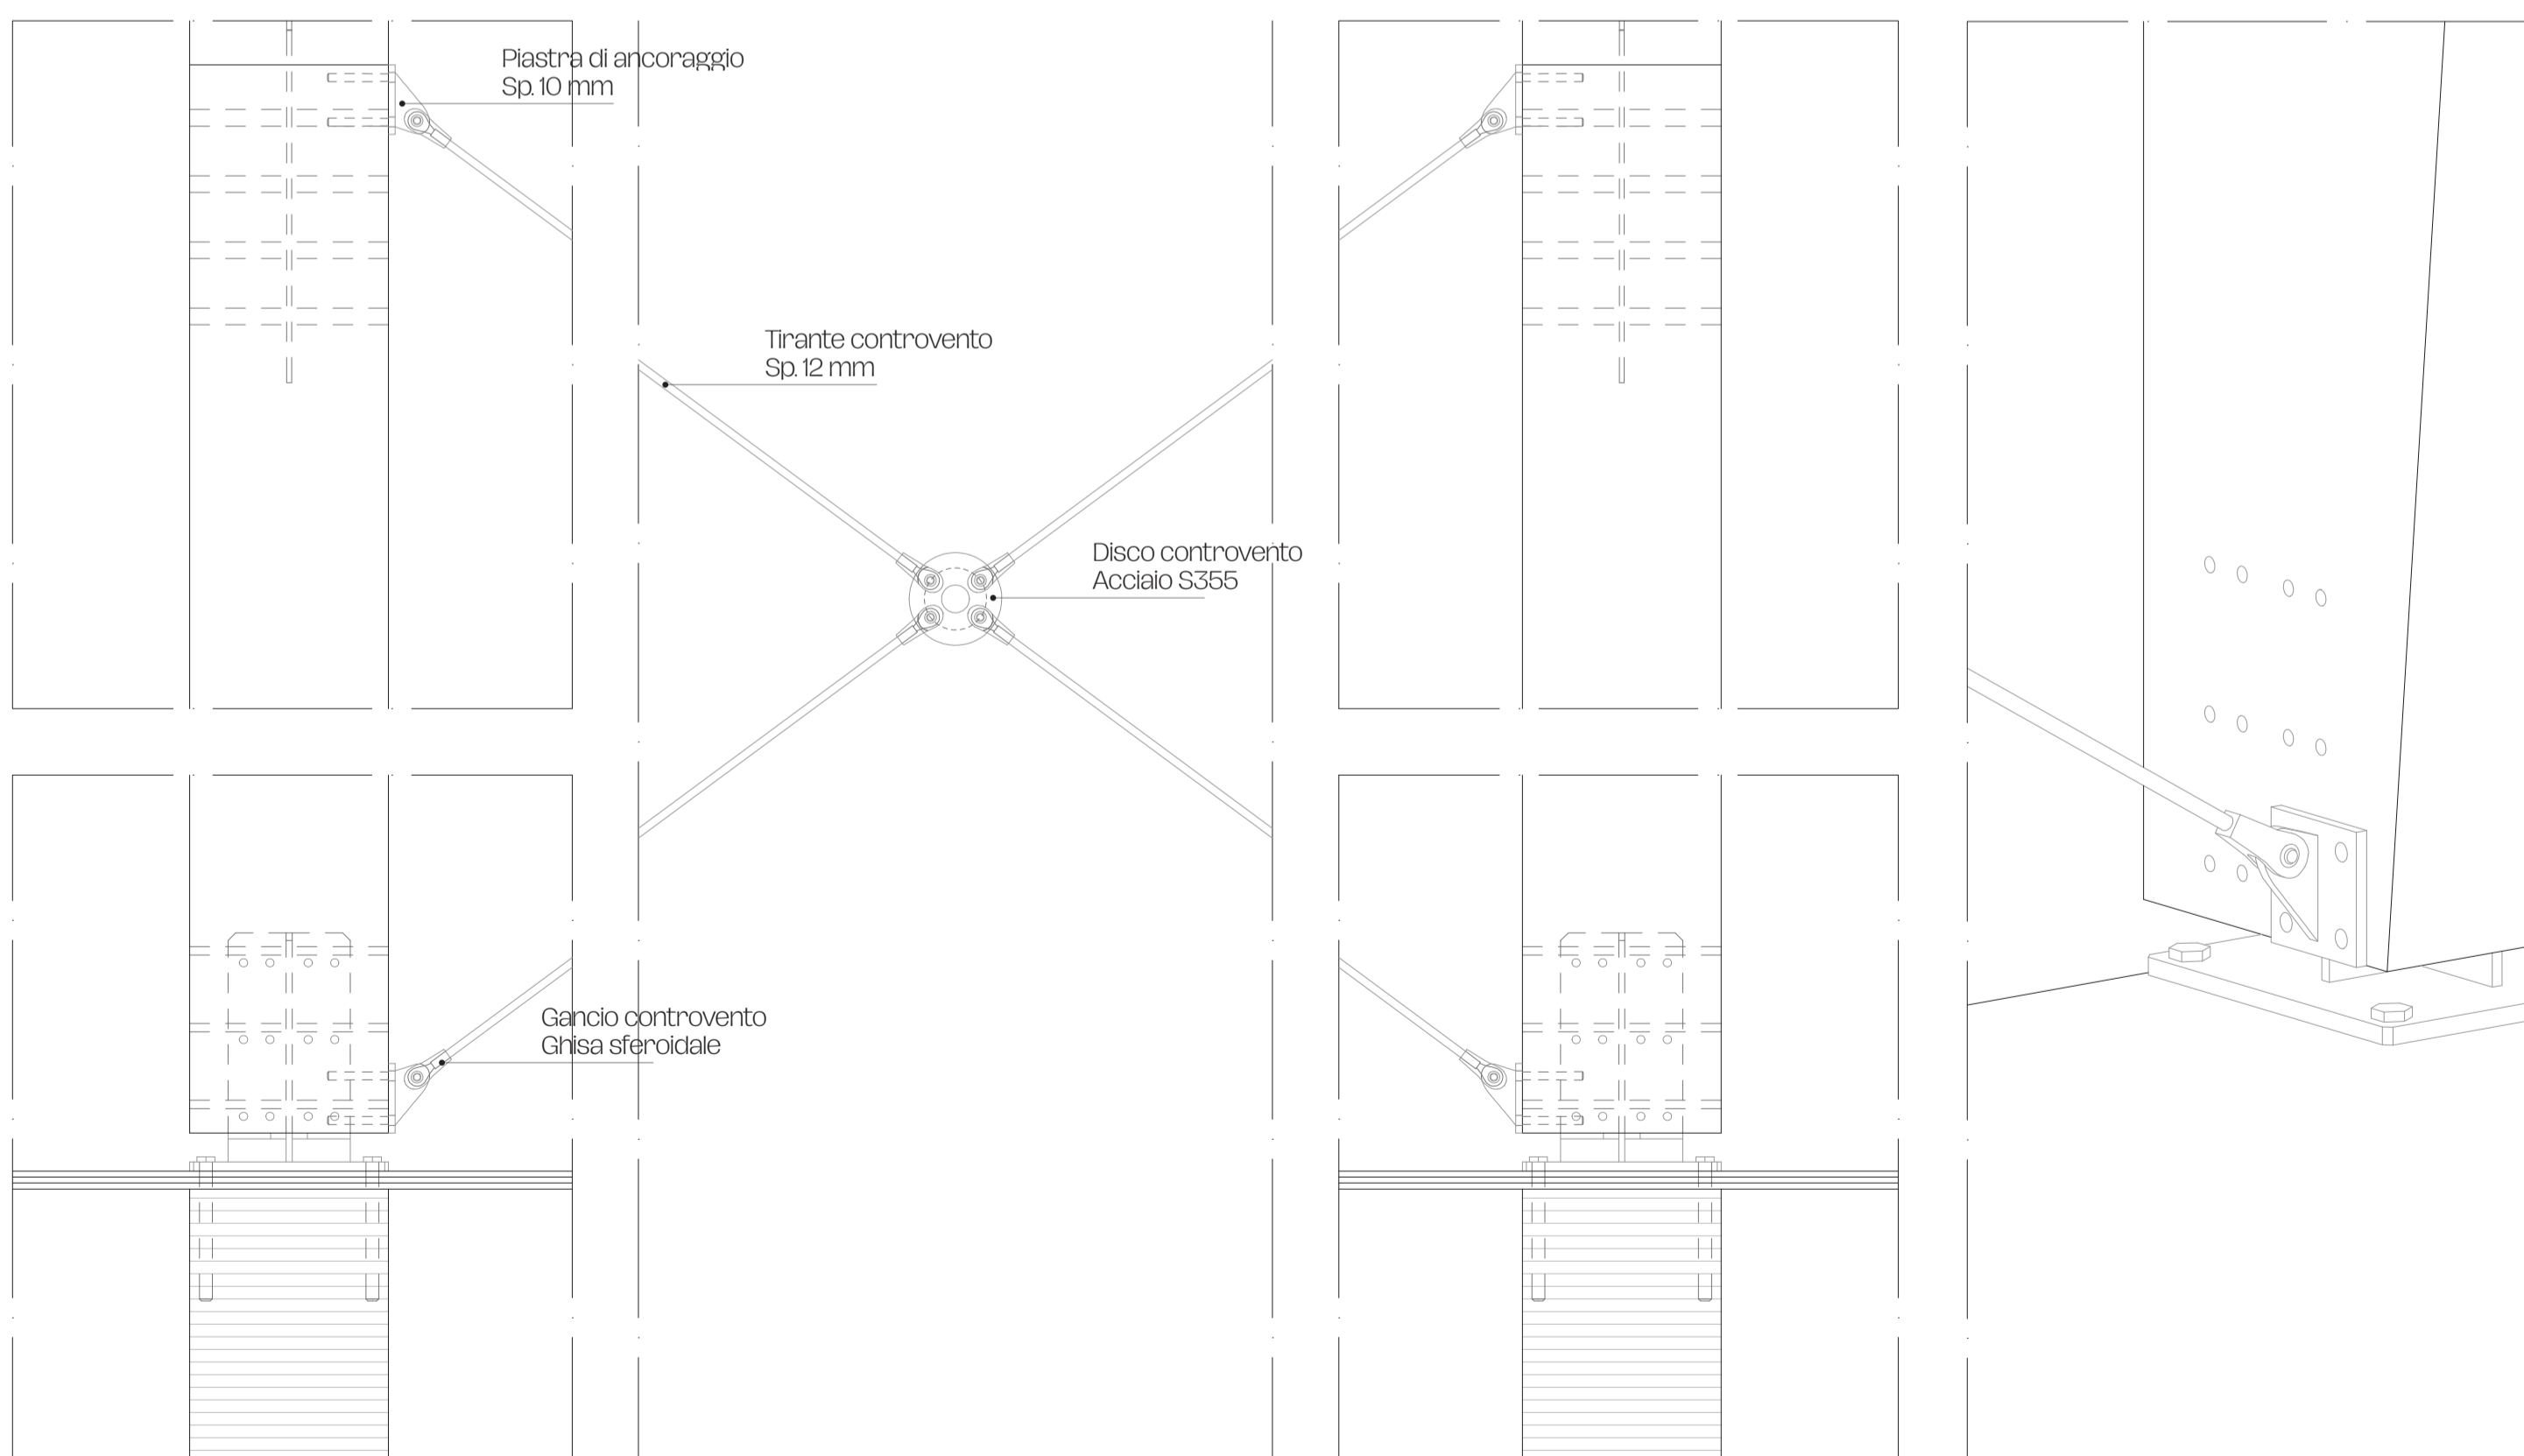 Piastra di ancoraggio
Sp. 10 mm
Tirante controvento
Sp. 12 mm
Disco controvento
Acciaio S355
Gancio controvento
Ghisa sferoidale